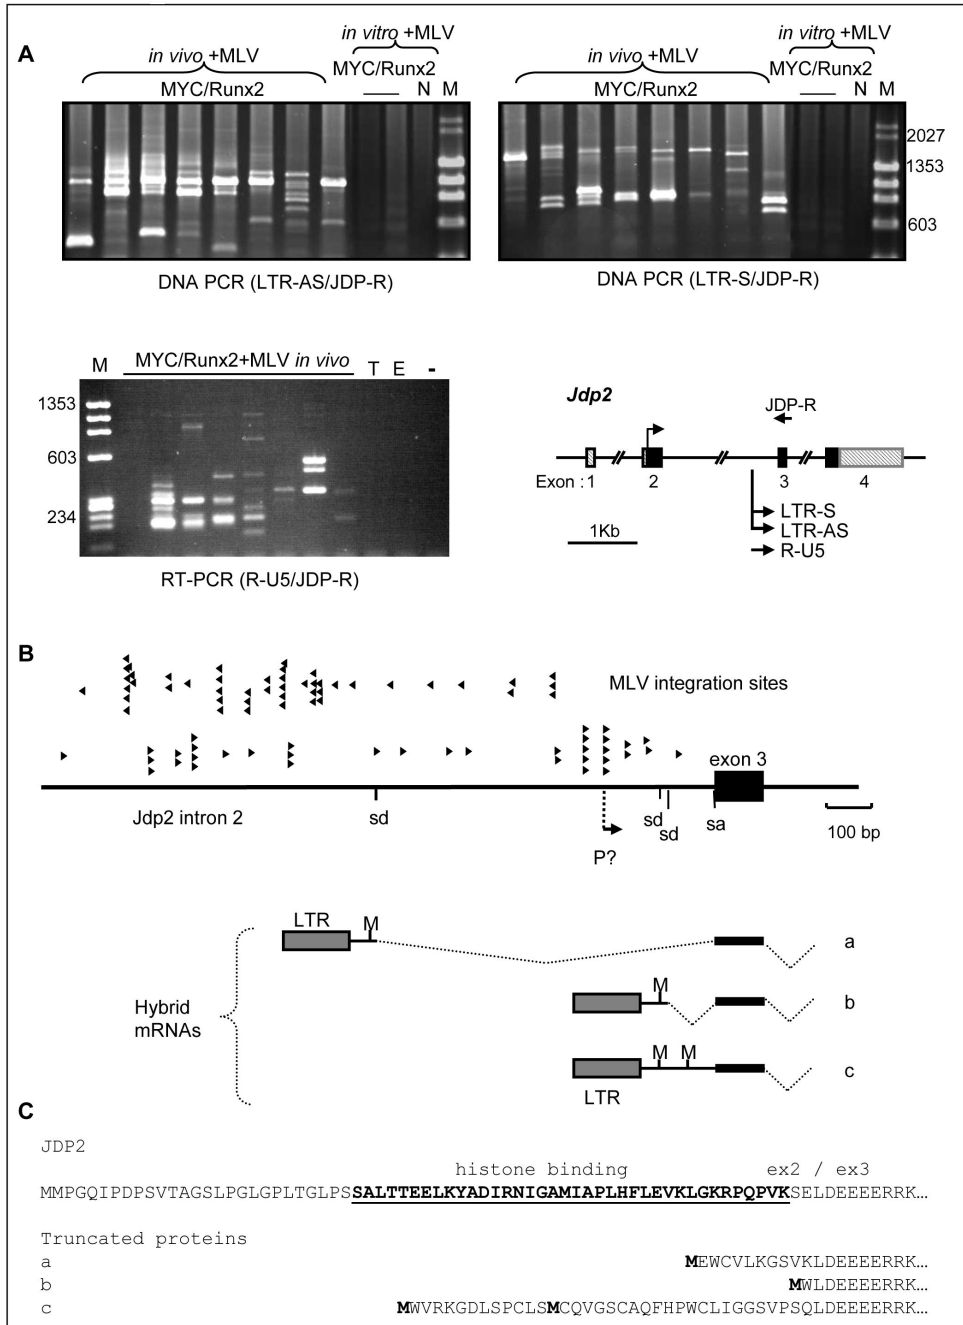 A
in vivo +MLV
in vitro +MLV
MYC/Runx2
MYC/Runx2
N M
in vivo +MLV
in vitro +MLV
MYC/Runx2
MYC/Runx2
N M
2027
1353
603
DNA PCR (LTR-AS/JDP-R)
DNA PCR (LTR-S/JDP-R)
M
MYC/Runx2+MLV in vivo
T E -
1353
603
234
RT-PCR (R-U5/JDP-R)
Jdp2
JDP-R
Exon : 1 2 3 4
1Kb
LTR-S
LTR-AS
R-U5
B
MLV integration sites
exon 3
Jdp2 intron 2
sd
sd
sd
sa
100 bp
P?
LTR
M
a
Hybrid
mRNAs
M
b
M M
c
LTR
C
JDP2
histone binding ex2 / ex3
MMPGQIPDPSVTAGSLPGLGPLTGLPSSALTTEELKYADIRNIGAMIAPLHFLEVKLGKRPQPVKSELDEEEERRK…
Truncated proteins
a MEWCVLKGSVKLDEEEERRK…
b MWLDEEEERRK…
c MWVRKGDLSPCLSMCQVGSCAQFHPWCLIGGSVPSQLDEEEERRK…